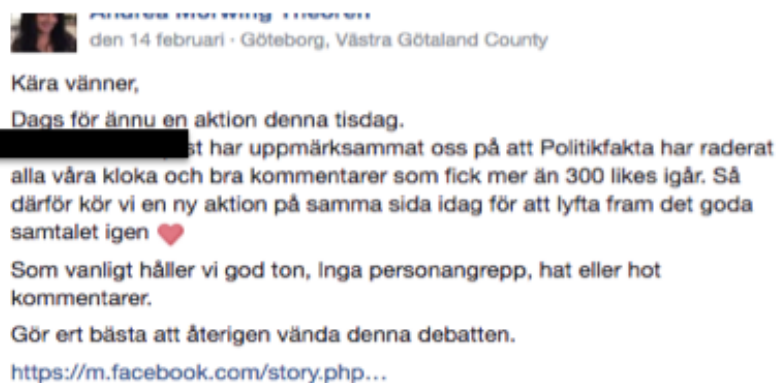 den 14 februari · Göteborg, Västra Götaland County
Kära vänner,
Dags för ännu en aktion denna tisdag.
st har uppmärksammat oss på att Politikfakta har raderat
alla våra kloka och bra kommentarer som fick mer än 300 likes igår. Så
därför kör vi en ny aktion på samma sida idag för att lyfta fram det goda
samtalet igen ❤
Som vanligt håller vi god ton, Inga personangrepp, hat eller hot
kommentarer.
Gör ert bästa att återigen vända denna debatten.
https://m.facebook.com/story.php...